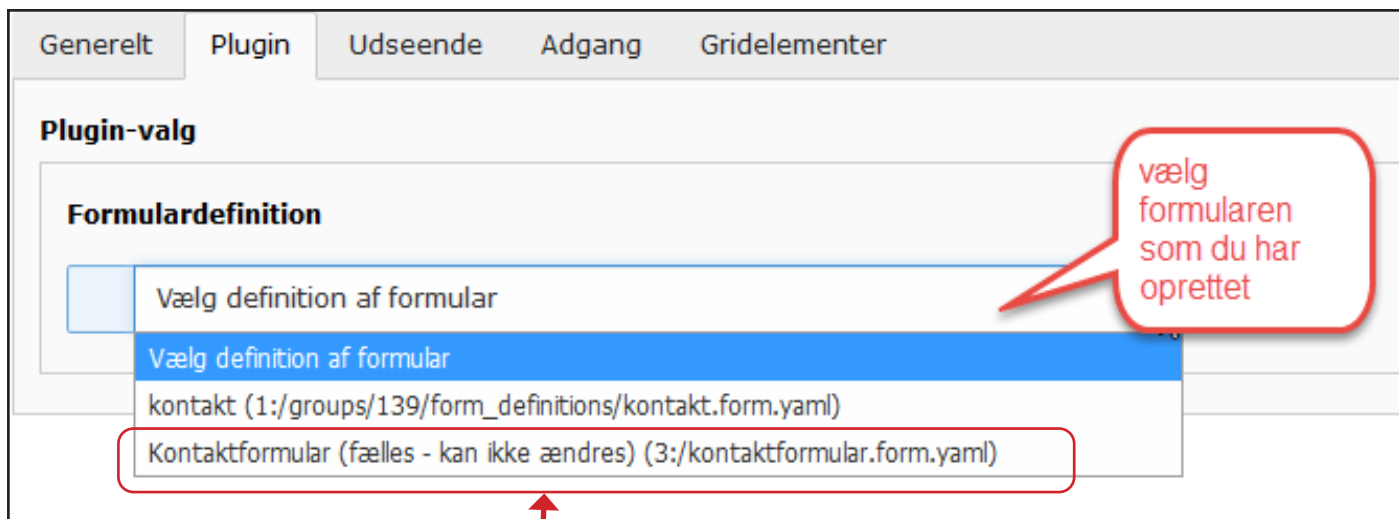 Generelt Plugin Udseende Adgang Gridelementer
Plugin-valg
Formulardefinition
Vælg definition af formular
Vælg definition af formular
kontakt (1:/groups/139/form_definitions/kontakt.form.yaml)
Kontaktformular (fælles - kan ikke ændres) (3:/kontaktformular.form.yaml)
vælg
formularen
som du har
oprettet